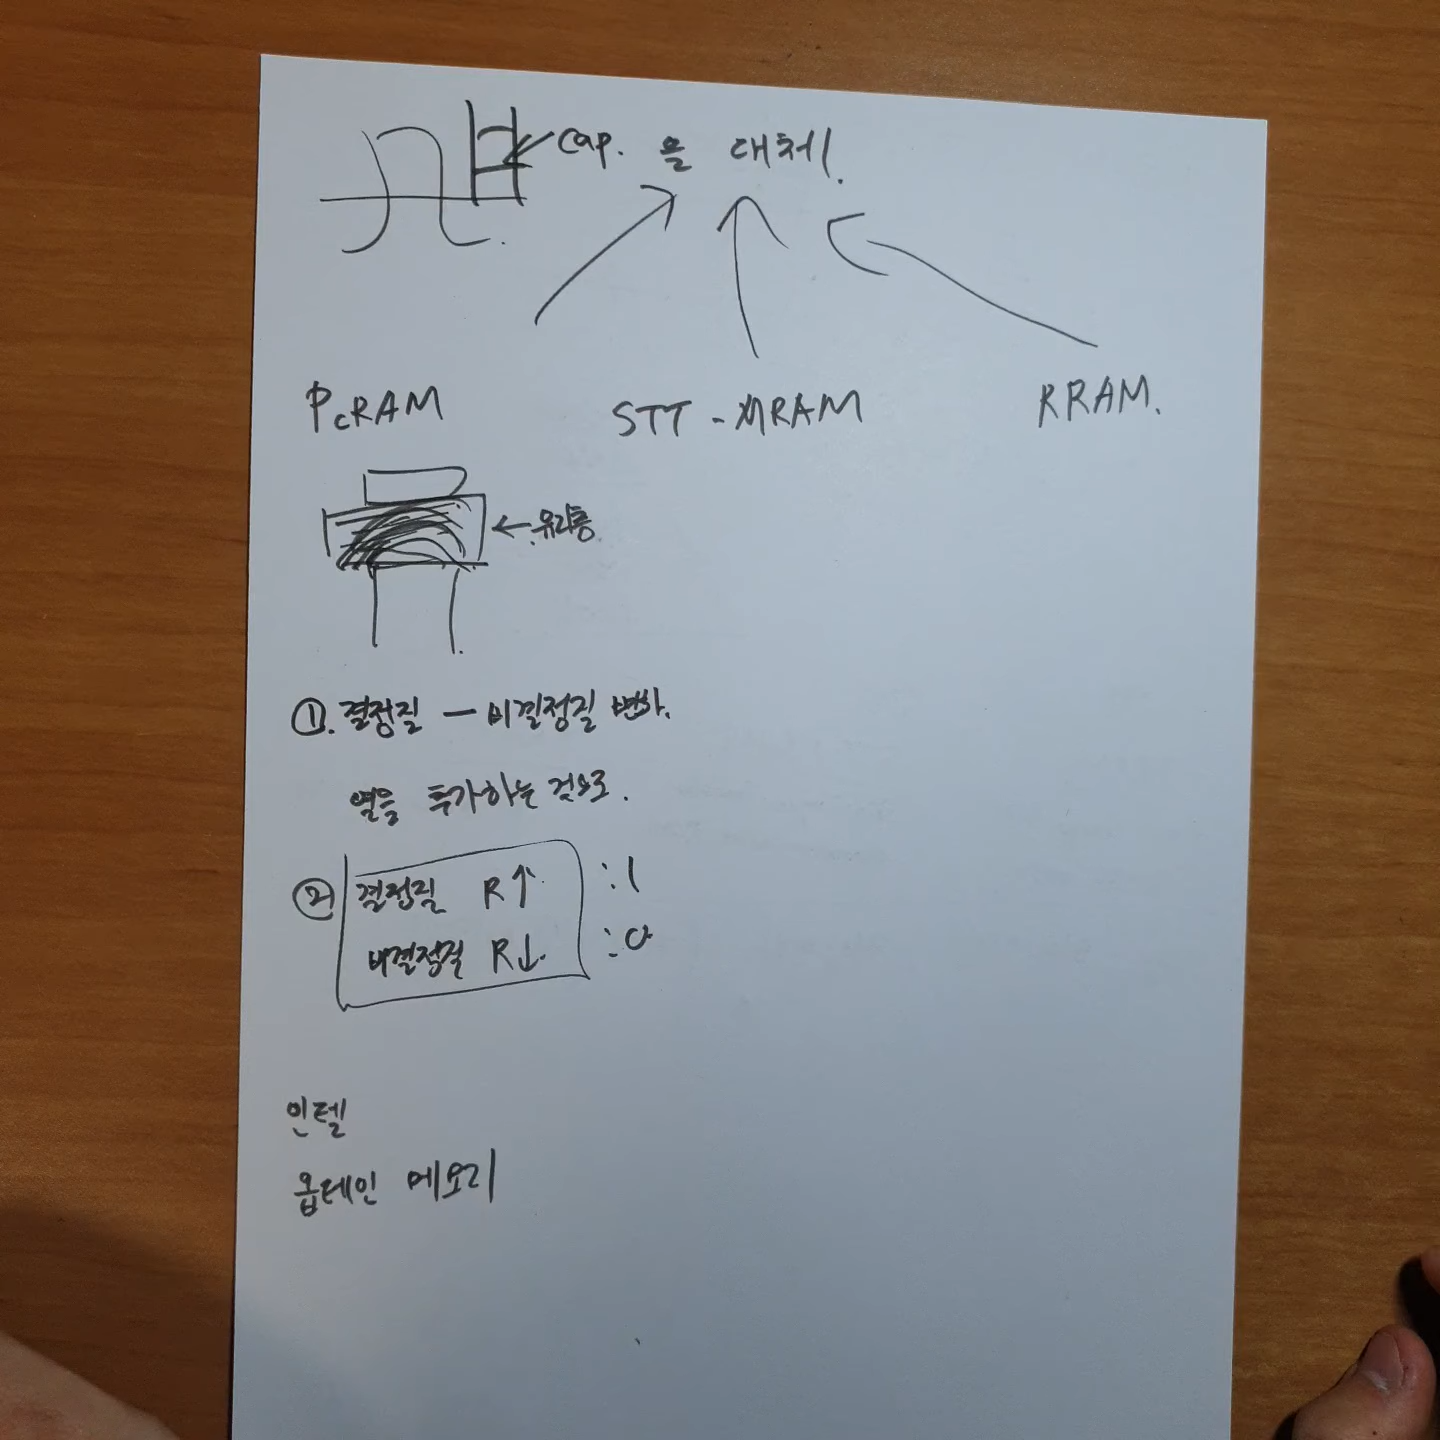 cap. 을 대체.
PcRAM
STT-MRAM
RRAM.
←유리층
①. 결정질 — 비결정질 변화.
열을 추가하는 것으로.
② 결정질 R↑ :1
비결정질 R↓ :0
인텔
옵테인 메모리